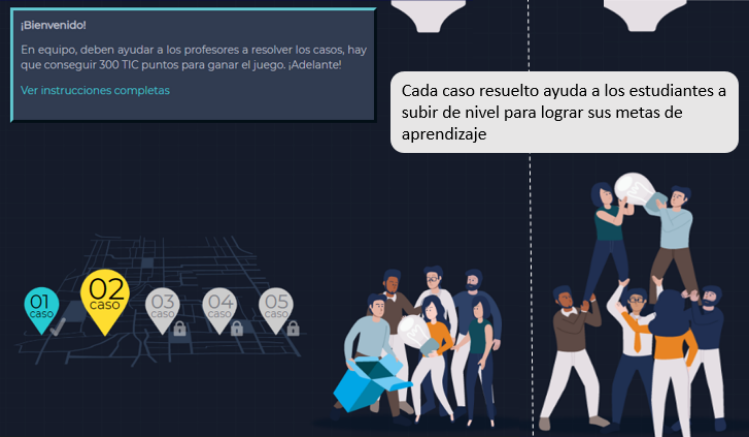 ¡Bienvenido!
En equipo, deben ayudar a los profesores a resolver los casos, hay
que conseguir 300 TIC puntos para ganar el juego. ¡Adelante!
Ver instrucciones completas
Cada caso resuelto ayuda a los estudiantes a
subir de nivel para lograr sus metas de
aprendizaje
01
caso
02
caso
03
caso
04
caso
05
caso